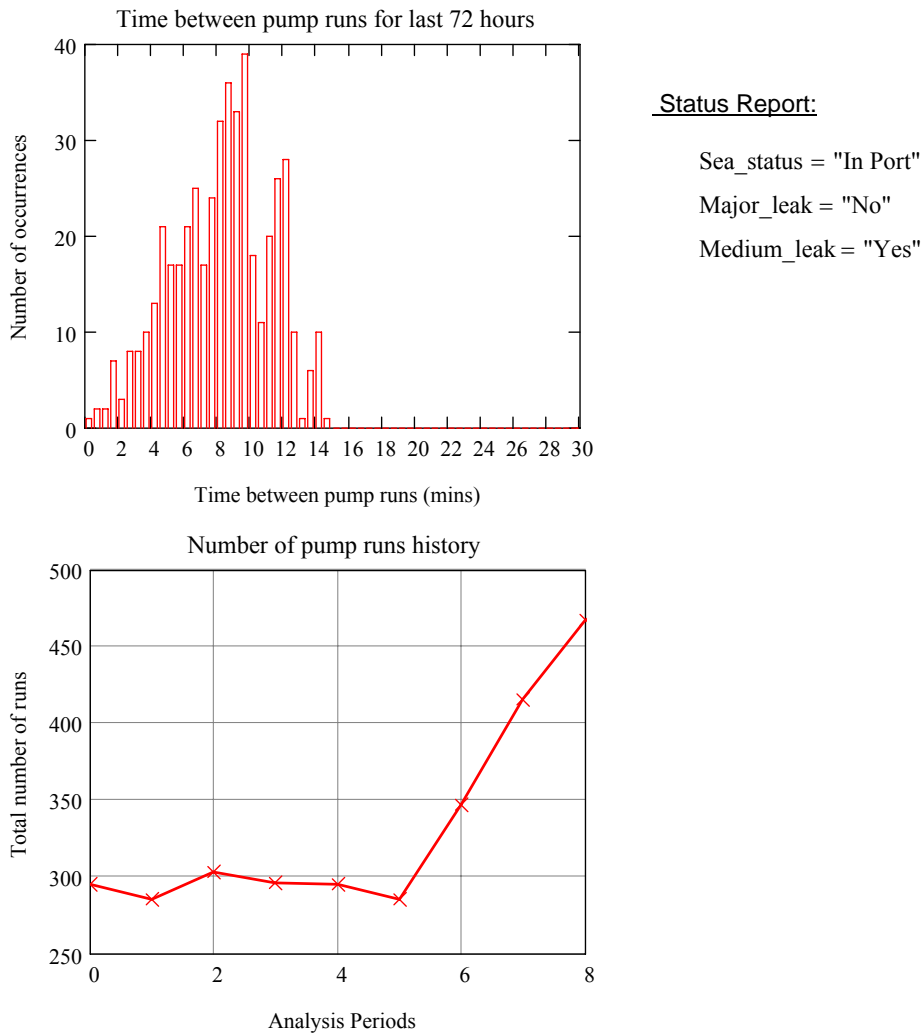 Time between pump runs for last 72 hours
40
30
20
10
0
Number of occurrences
0 2 4 6 8 10 12 14 16 18 20 22 24 26 28 30
Time between pump runs (mins)
Status Report:
Sea_status = "In Port"
Major_leak = "No"
Medium_leak = "Yes"
Number of pump runs history
500
450
400
350
300
250
Total number of runs
0 2 4 6 8
Analysis Periods